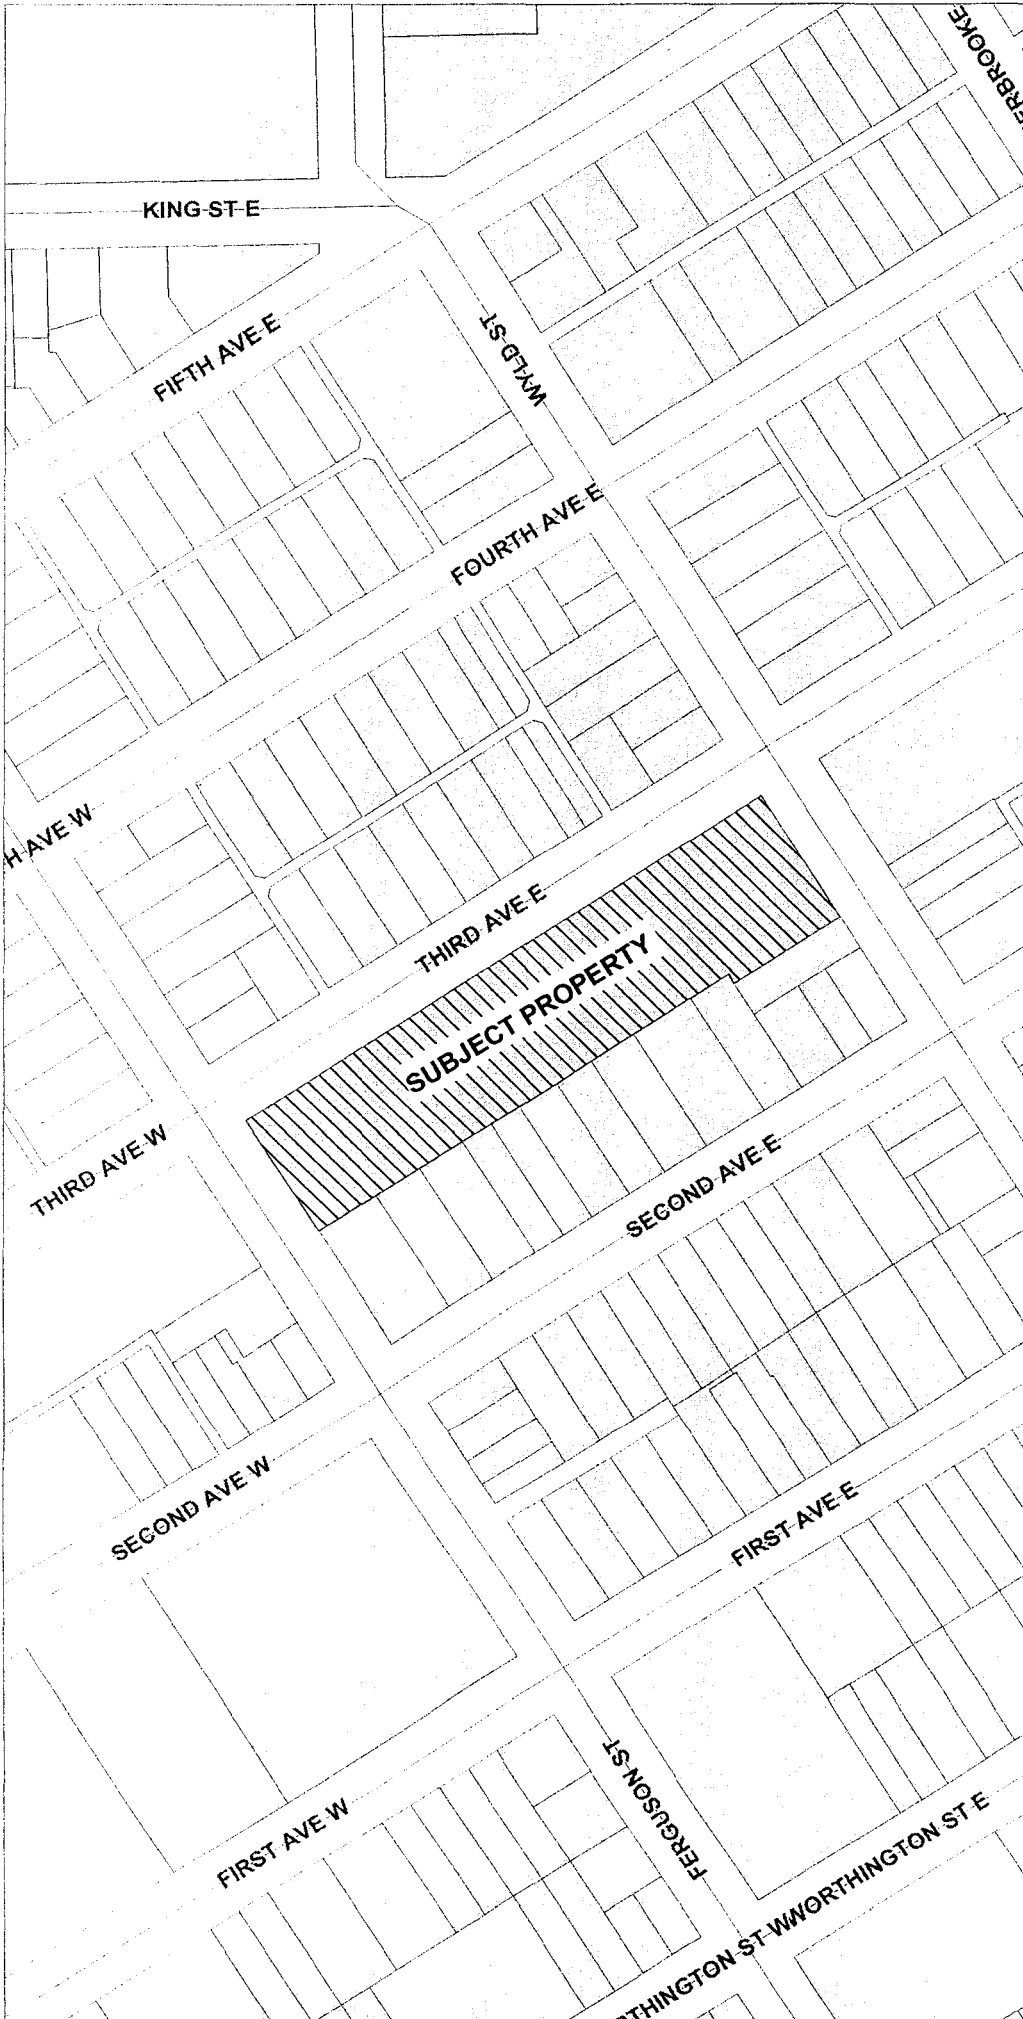 ERBROOKE
KING ST E
WYLD ST
FIFTH AVE E
FOURTH AVE E
H AVE W
THIRD AVE E
SUBJECT PROPERTY
THIRD AVE W
SECOND AVE E
SECOND AVE W
FIRST AVE E
FERGUSON ST
FIRST AVE W
WORTHINGTON ST E
THINGTON ST W